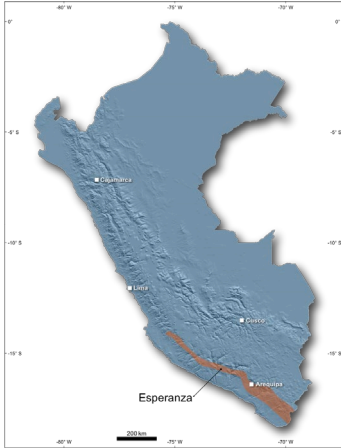 -80° W
-75° W
-70° W
0°
0°
-5° S
-5° S
Cajamarca
-10° S
-10° S
Lima
Cusco
-15° S
-15° S
Arequipa
Esperanza
200 km
-80° W
-75° W
-70° W